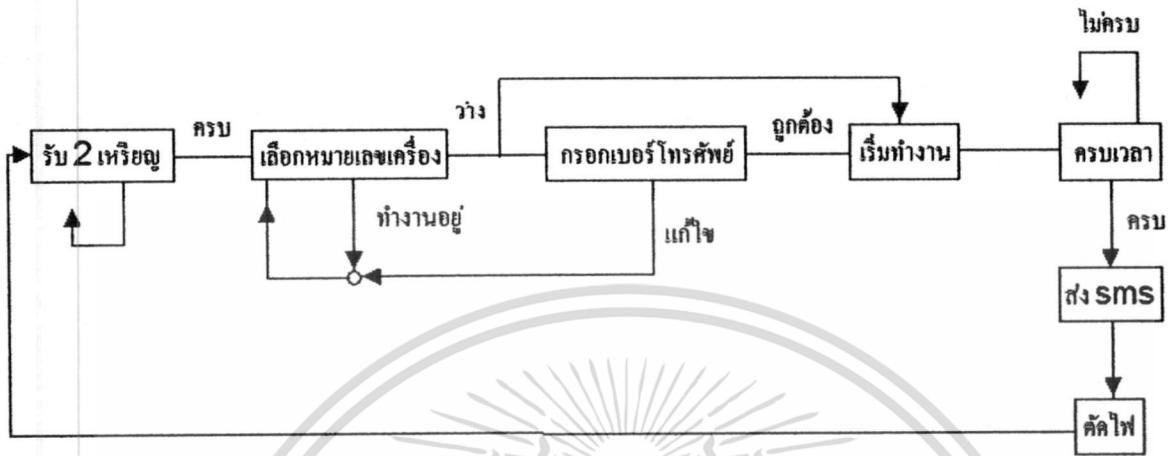 ไม่ครบ
รับ 2 เหรียญ
ครบ
เลือกหมายเลขเครื่อง
ว่าง
กรอกเบอร์โทรศัพย์
ถูกต้อง
เริ่มทำงาน
ครบเวลา
ทำงานอยู่
แก้ไข
ครบ
ส่ง sms
ตัดไฟ